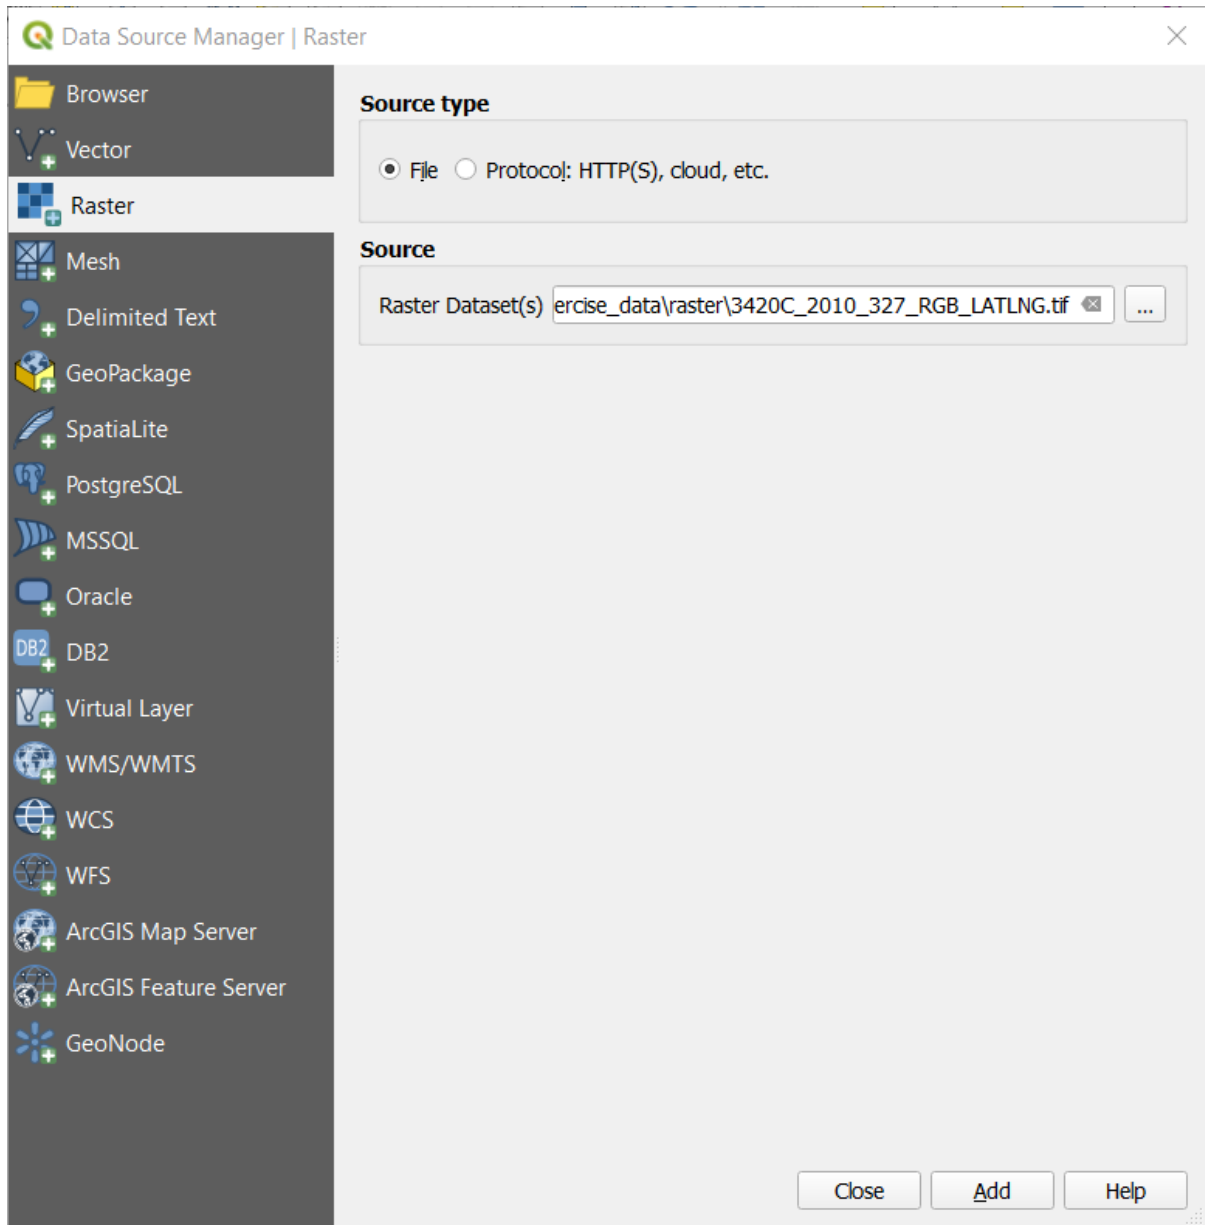 Data Source Manager | Raster
Browser
Vector
Raster
Mesh
Delimited Text
GeoPackage
SpatiaLite
PostgreSQL
MSSQL
Oracle
DB2
DB2
Virtual Layer
WMS/WMTS
WCS
WFS
ArcGIS Map Server
ArcGIS Feature Server
GeoNode
Source type
File Protocol: HTTP(S), cloud, etc.
Source
Raster Dataset(s) ercise_data\raster\3420C_2010_327_RGB_LATLNG.tif ...
Close Add Help